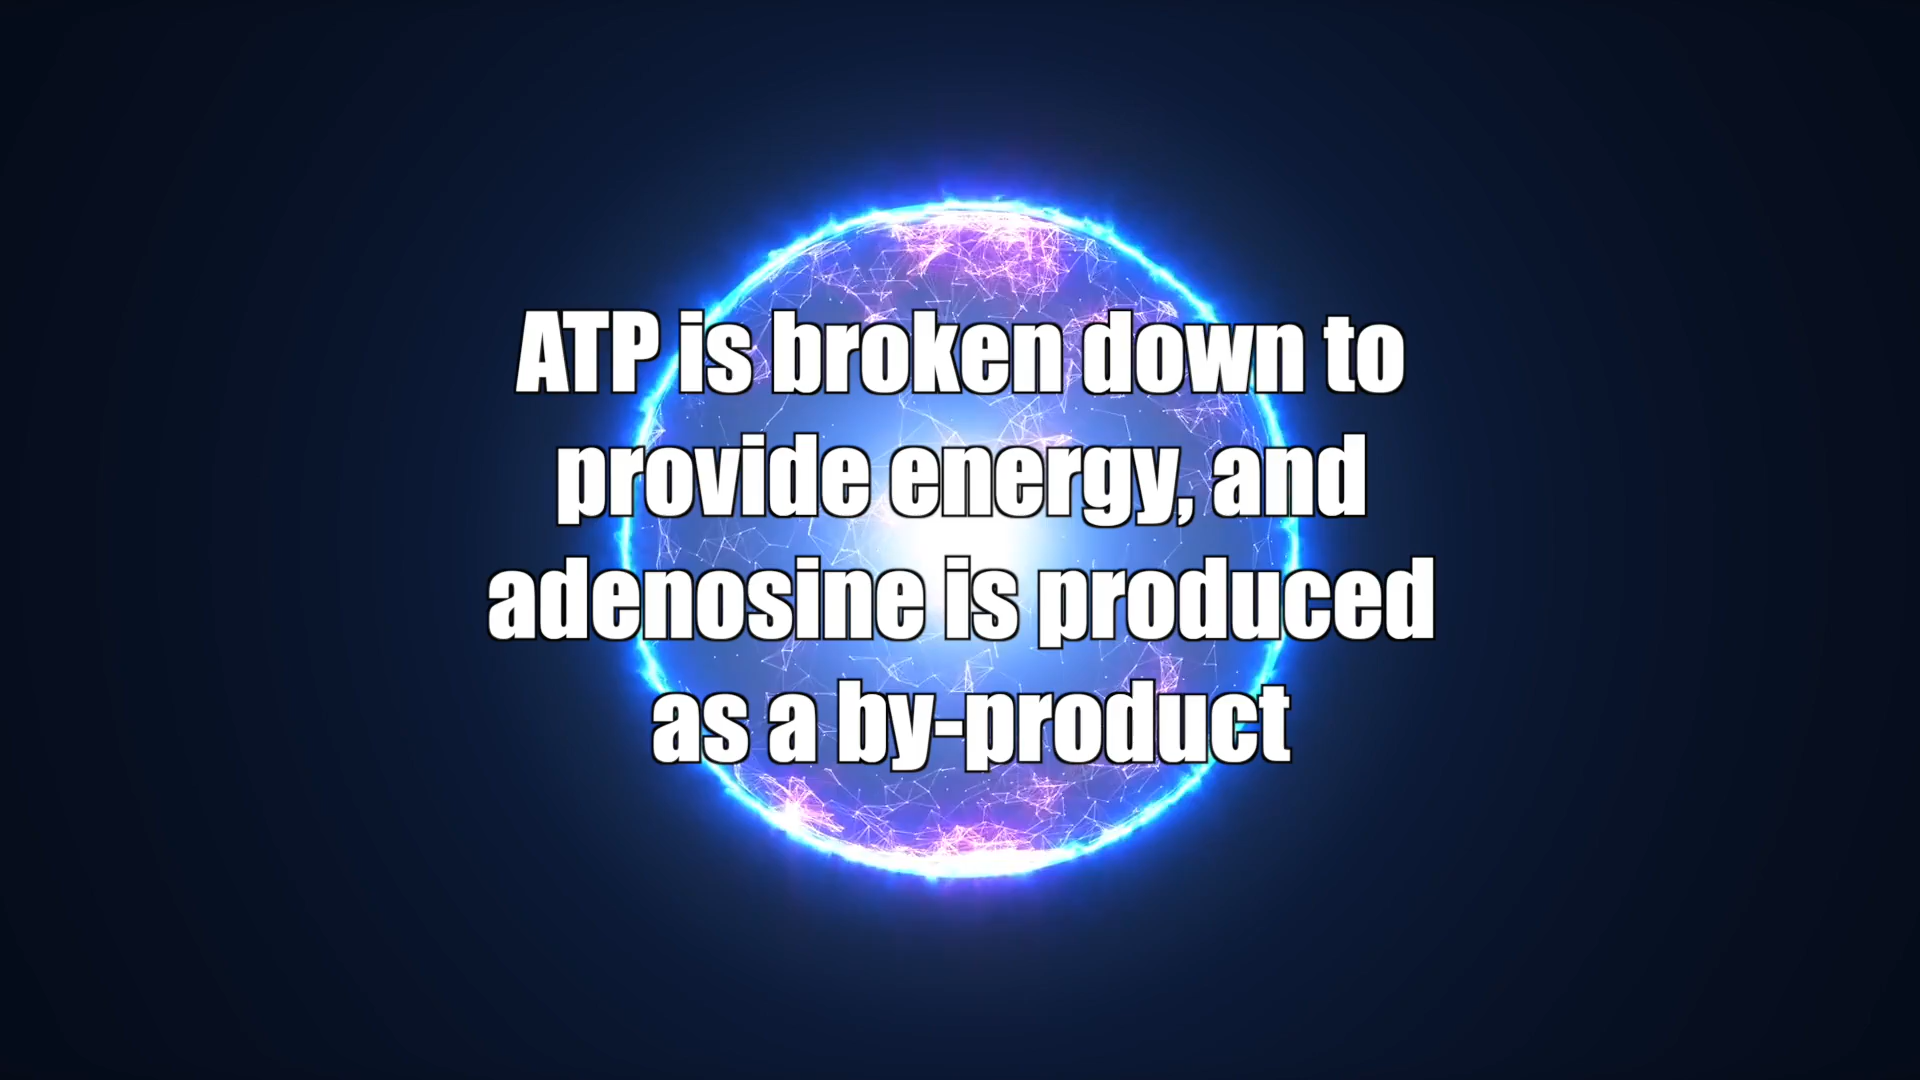 ATP is broken down to
provide energy, and
adenosine is produced
as a by-product